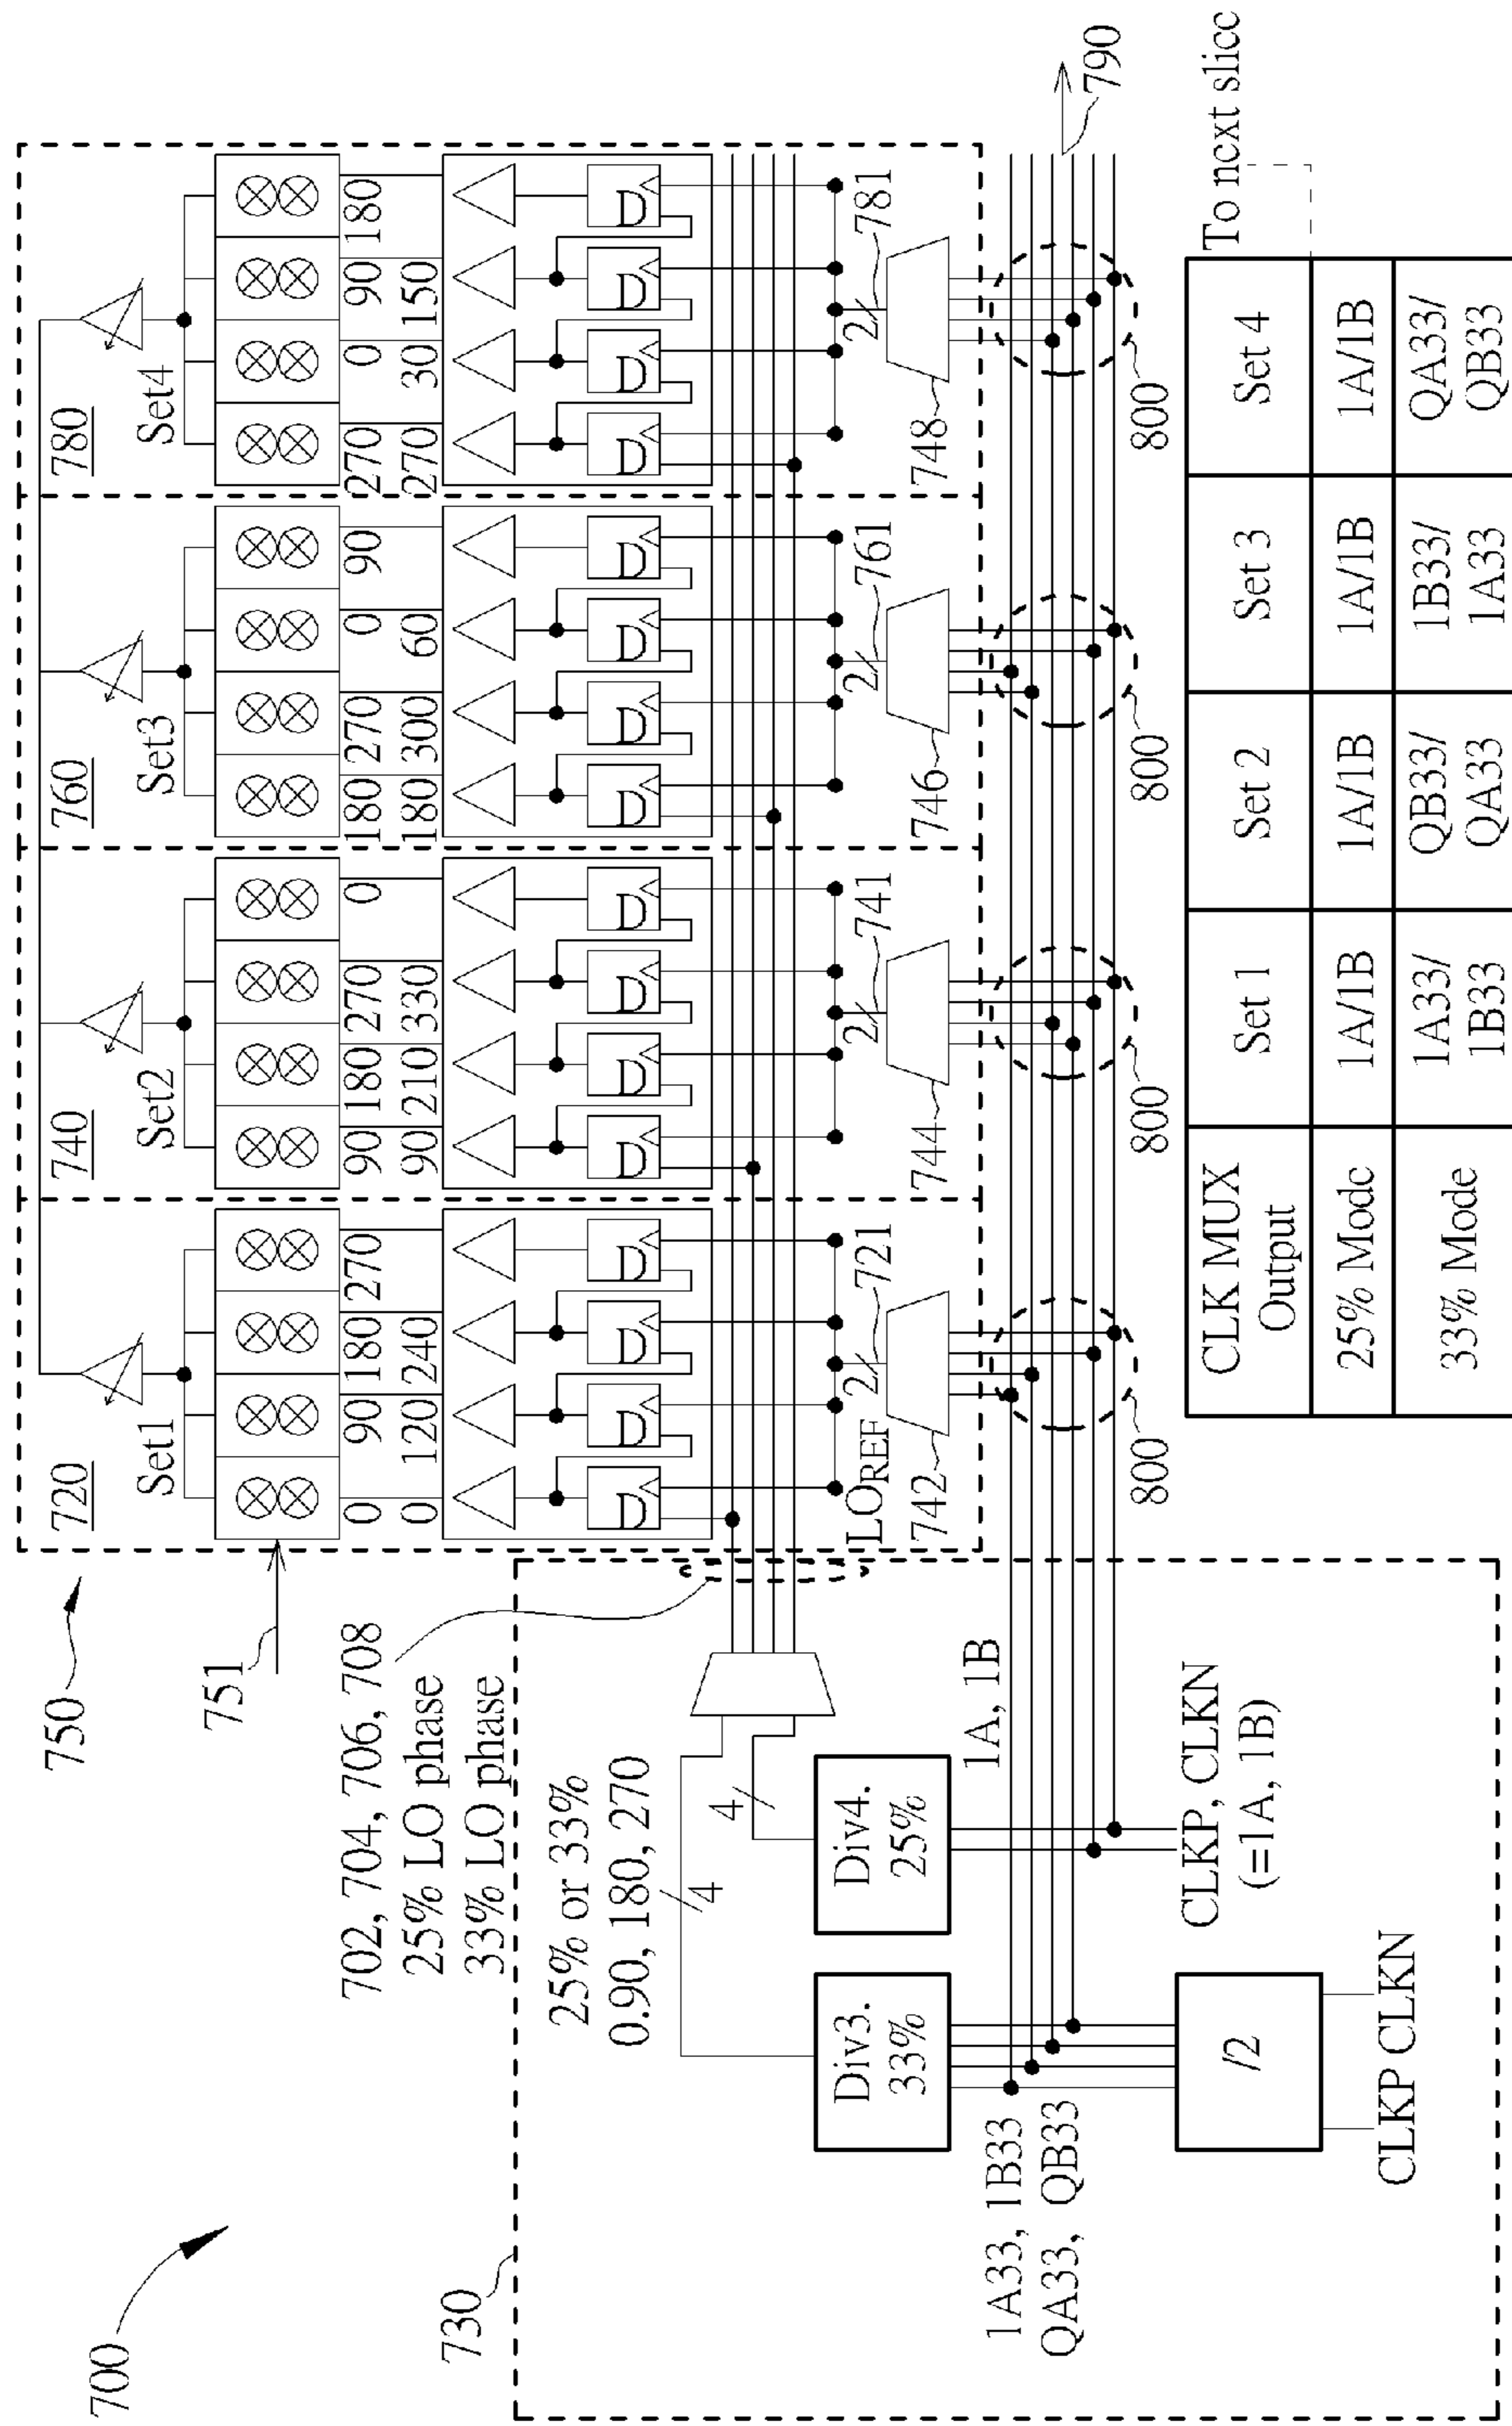 700
750
720
740
760
780
Set1
Set2
Set3
Set4
751
0 90 180 270
0 120 240
90 180 270 0
90 210 330
180 270 0 90
180 300 60
270 0 90 180
270 30 150
D D D D
D D D D
D D D D
D D D D
702, 704, 706, 708
25% LO phase
33% LO phase
730
25% or 33%
0.90, 180, 270
4
4
LOREF
2
721
2
741
2
761
2
781
742
744
746
748
Div3.
33%
Div4.
25%
1A, 1B
1A33, 1B33
QA33, QB33
790
800
800
800
800
/2
CLKP, CLKN
(=1A, 1B)
CLKP CLKN
To next slice
CLK MUX
Output
Set 1
Set 2
Set 3
Set 4
25% Mode
1A/1B
1A/1B
1A/1B
1A/1B
33% Mode
1A33/
1B33
QB33/
QA33
1B33/
1A33
QA33/
QB33